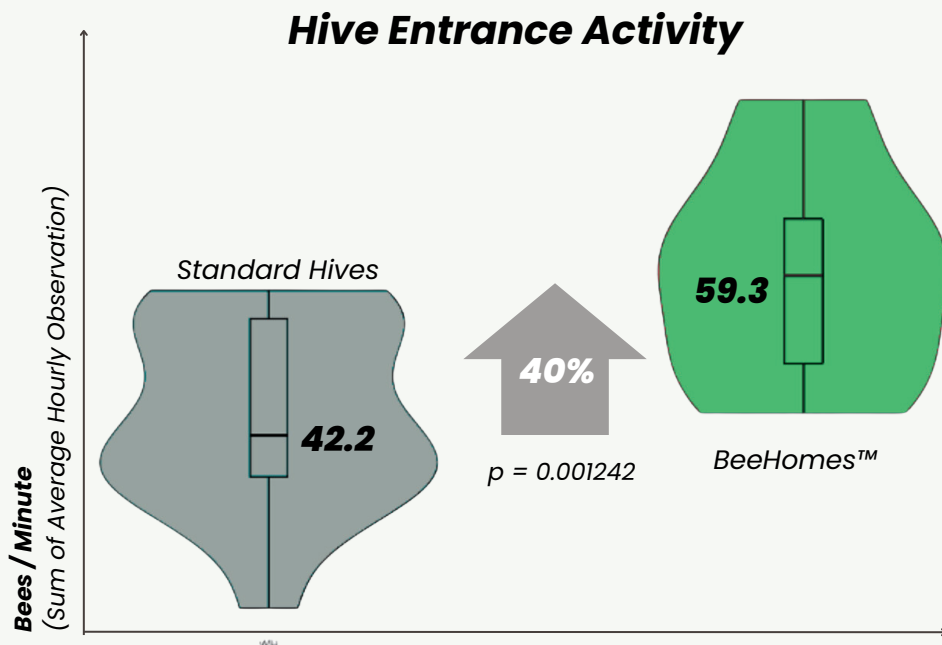 Hive Entrance Activity
Bees / Minute
(Sum of Average Hourly Observation)
Standard Hives
42.2
40%
p = 0.001242
59.3
BeeHomes™